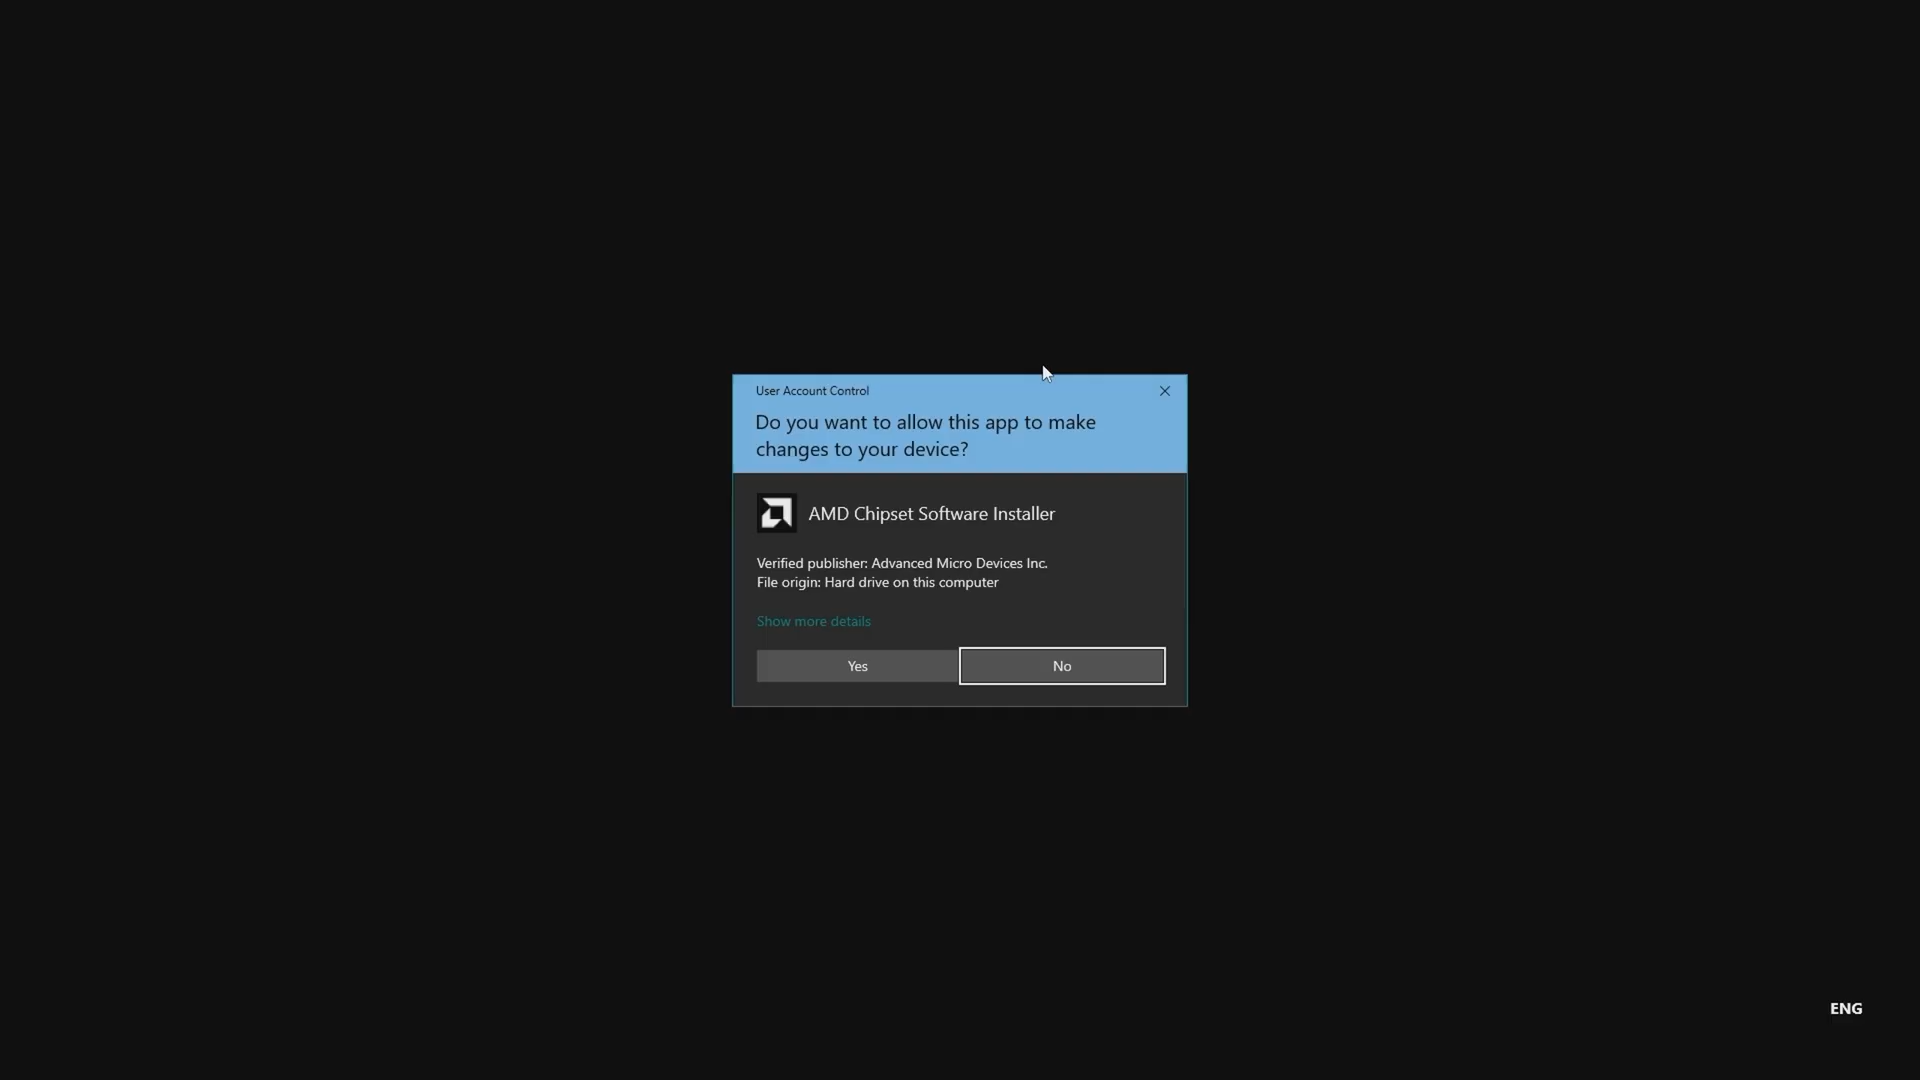 User Account Control
Do you want to allow this app to make
changes to your device?
AMD Chipset Software Installer
Verified publisher: Advanced Micro Devices Inc.
File origin: Hard drive on this computer
Show more details
Yes
No
ENG